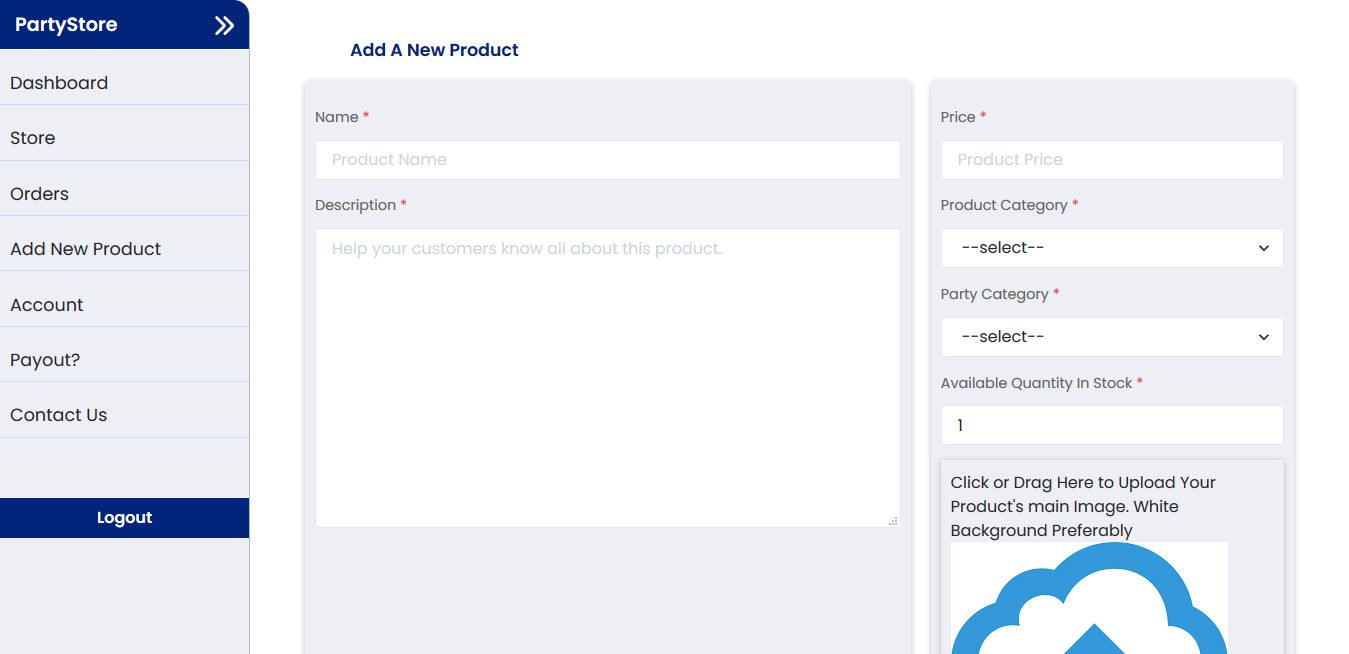 PartyStore
Dashboard
Store
Orders
Add New Product
Account
Payout?
Contact Us
Logout
Add A New Product
Name *
Product Name
Description *
Help your customers know all about this product.
Price *
Product Price
Product Category *
--select--
Party Category *
--select--
Available Quantity In Stock *
1
Click or Drag Here to Upload Your
Product's main Image. White
Background Preferably